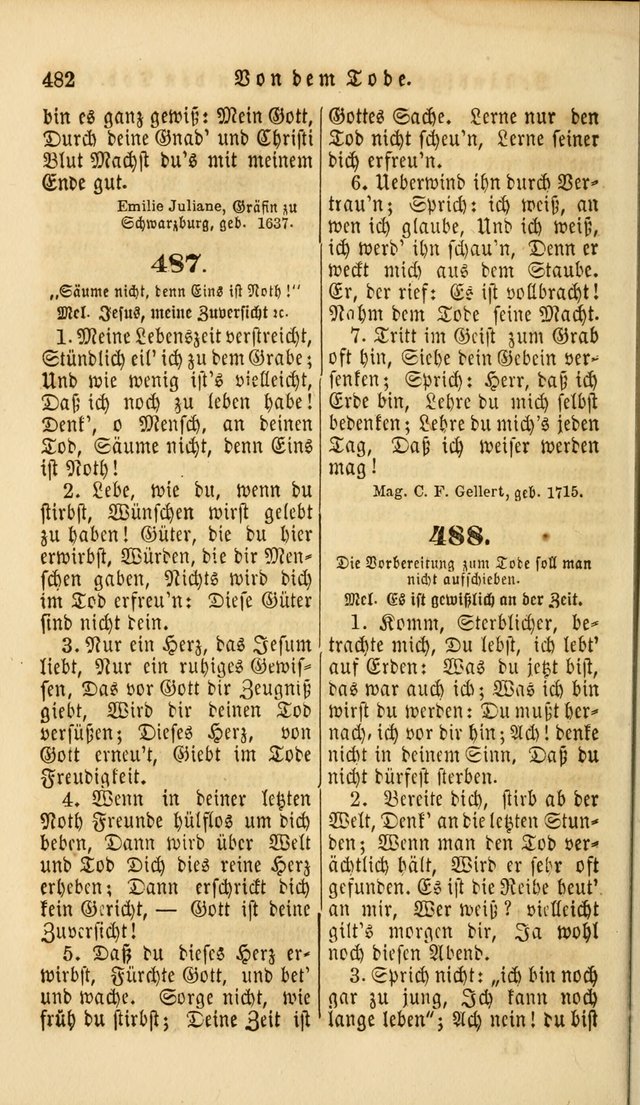 482 Von dem Tode.
bin es ganz gewiß: Mein Gott,
Durch deine Gnad' und Christi
Blut Machst du's mit meinem
Ende gut.
Emilie Juliane, Gräfin zu
Schwarzburg, geb. 1637.
487.
„Säume nicht, denn Eins ist Noth!"
Mel. Jesus, meine Zuversicht ꝛc.
1. Meine Lebenszeit verstreicht,
Stündlich eil' ich zu dem Grabe;
Und wie wenig ist's vielleicht,
Daß ich noch zu leben habe!
Denk', o Mensch, an deinen
Tod, Säume nicht, denn Eins
ist Noth!
2. Lebe, wie du, wenn du
stirbst, Wünschen wirst gelebt
zu haben! Güter, die du hier
erwirbst, Würden, die dir Men-
schen gaben, Nichts wird dich
im Tod erfreu'n: Diese Güter
sind nicht dein.
3. Nur ein Herz, das Jesum
liebt, Nur ein ruhiges Gewis-
sen, Das vor Gott dir Zeugniß
giebt, Wird dir deinen Tod
versüßen; Dieses Herz, von
Gott erneu't, Giebt im Tode
Freudigkeit.
4. Wenn in deiner letzten
Noth Freunde hülflos um dich
beben, Dann wird über Welt
und Tod Dich dies reine Herz
erheben; Dann erschrickt dich
kein Gericht, — Gott ist deine
Zuversicht!
5. Daß du dieses Herz er-
wirbst, Fürchte Gott, und bet'
und wache. Sorge nicht, wie
früh du stirbst; Deine Zeit ist
Gottes Sache. Lerne nur den
Tod nicht scheu'n, Lerne seiner
dich erfreu'n.
6. Ueberwind ihn durch Ver-
trau'n; Sprich: ich weiß, an
wen ich glaube, Und ich weiß,
ich werd' ihn schau'n, Denn er
weckt mich aus dem Staube.
Er, der rief: Es ist vollbracht!
Nahm dem Tode seine Macht.
7. Tritt im Geist zum Grab
oft hin, Siehe dein Gebein ver-
senken; Sprich: Herr, daß ich
Erde bin, Lehre du mich selbst
bedenken; Lehre du mich's jeden
Tag, Daß ich weiser werden
mag!
Mag. C. F. Gellert, geb. 1715.
488.
Die Vorbereitung zum Tode soll man
nicht aufschieben.
Mel. Es ist gewißlich an der Zeit.
1. Komm, Sterblicher, be-
trachte mich, Du lebst, ich lebt'
auf Erden: Was du jetzt bist,
das war auch ich; Was ich bin
wirst du werden: Du mußt her-
nach, ich vor dir hin; Ach! denke
nicht in deinem Sinn, Daß du
nicht dürfest sterben.
2. Bereite dich, stirb ab der
Welt, Denk' an die letzten Stun-
den; Wenn man den Tod ver-
ächtlich hält, Wird er sehr oft
gefunden. Es ist die Reihe heut'
an mir, Wer weiß? vielleicht
gilt's morgen dir, Ja wohl
noch diesen Abend.
3. Sprich nicht: „ich bin noch
gar zu jung, Ich kann noch
lange leben"; Ach nein! du bist